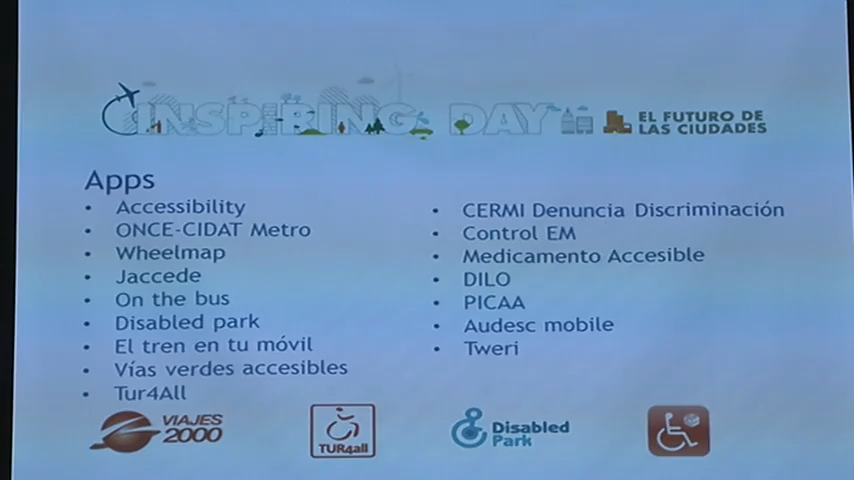 INSPIRING DAY
EL FUTURO DE
LAS CIUDADES
Apps
• Accessibility
• ONCE-CIDAT Metro
• Wheelmap
• Jaccede
• On the bus
• Disabled park
• El tren en tu móvil
• Vías verdes accesibles
• Tur4All
• CERMI Denuncia Discriminación
• Control EM
• Medicamento Accesible
• DILO
• PICAA
• Audesc mobile
• Tweri
VIAJES
2000
TUR4all
Disabled
Park